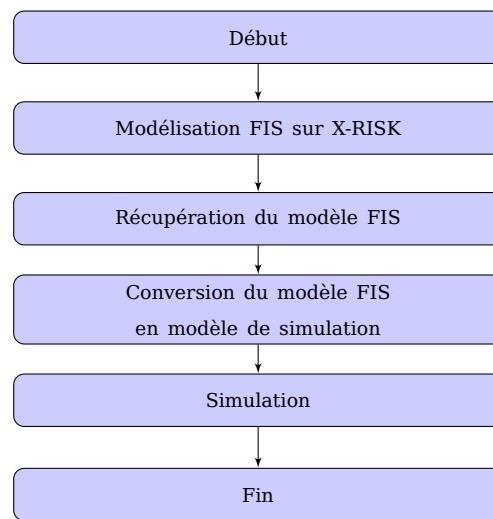 Début
Modélisation FIS sur X-RISK
Récupération du modèle FIS
Conversion du modèle FIS
en modèle de simulation
Simulation
Fin